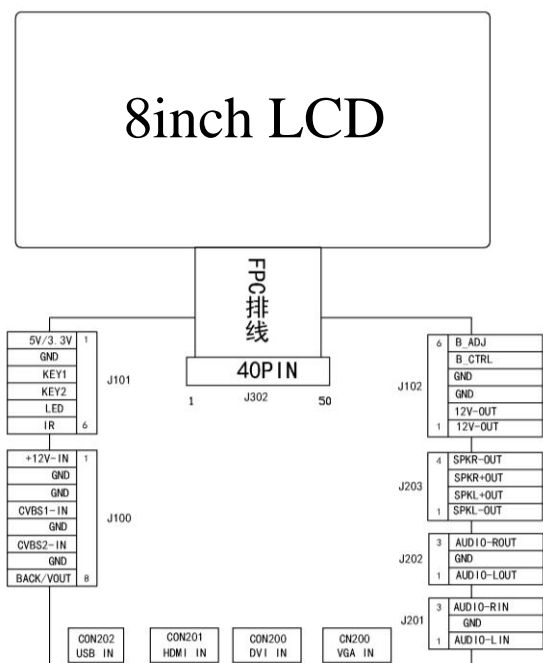 8inch LCD
FPC排线
40PIN
1 J302 50
5V/3.3V 1
GND
KEY1
KEY2
LED
IR 6
J101
+12V-IN 1
GND
GND
CVBS1-IN
GND
CVBS2-IN
GND
BACK/VOUT 8
J100
6 B_ADJ
B_CTRL
GND
GND
12V-OUT
1 12V-OUT
J102
4 SPKR-OUT
SPKR+OUT
SPKL+OUT
1 SPKL-OUT
J203
3 AUDIO-ROUT
GND
1 AUDIO-LOUT
J202
3 AUDIO-RIN
GND
1 AUDIO-LIN
J201
CON202
USB IN
CON201
HDMI IN
CON200
DVI IN
CN200
VGA IN